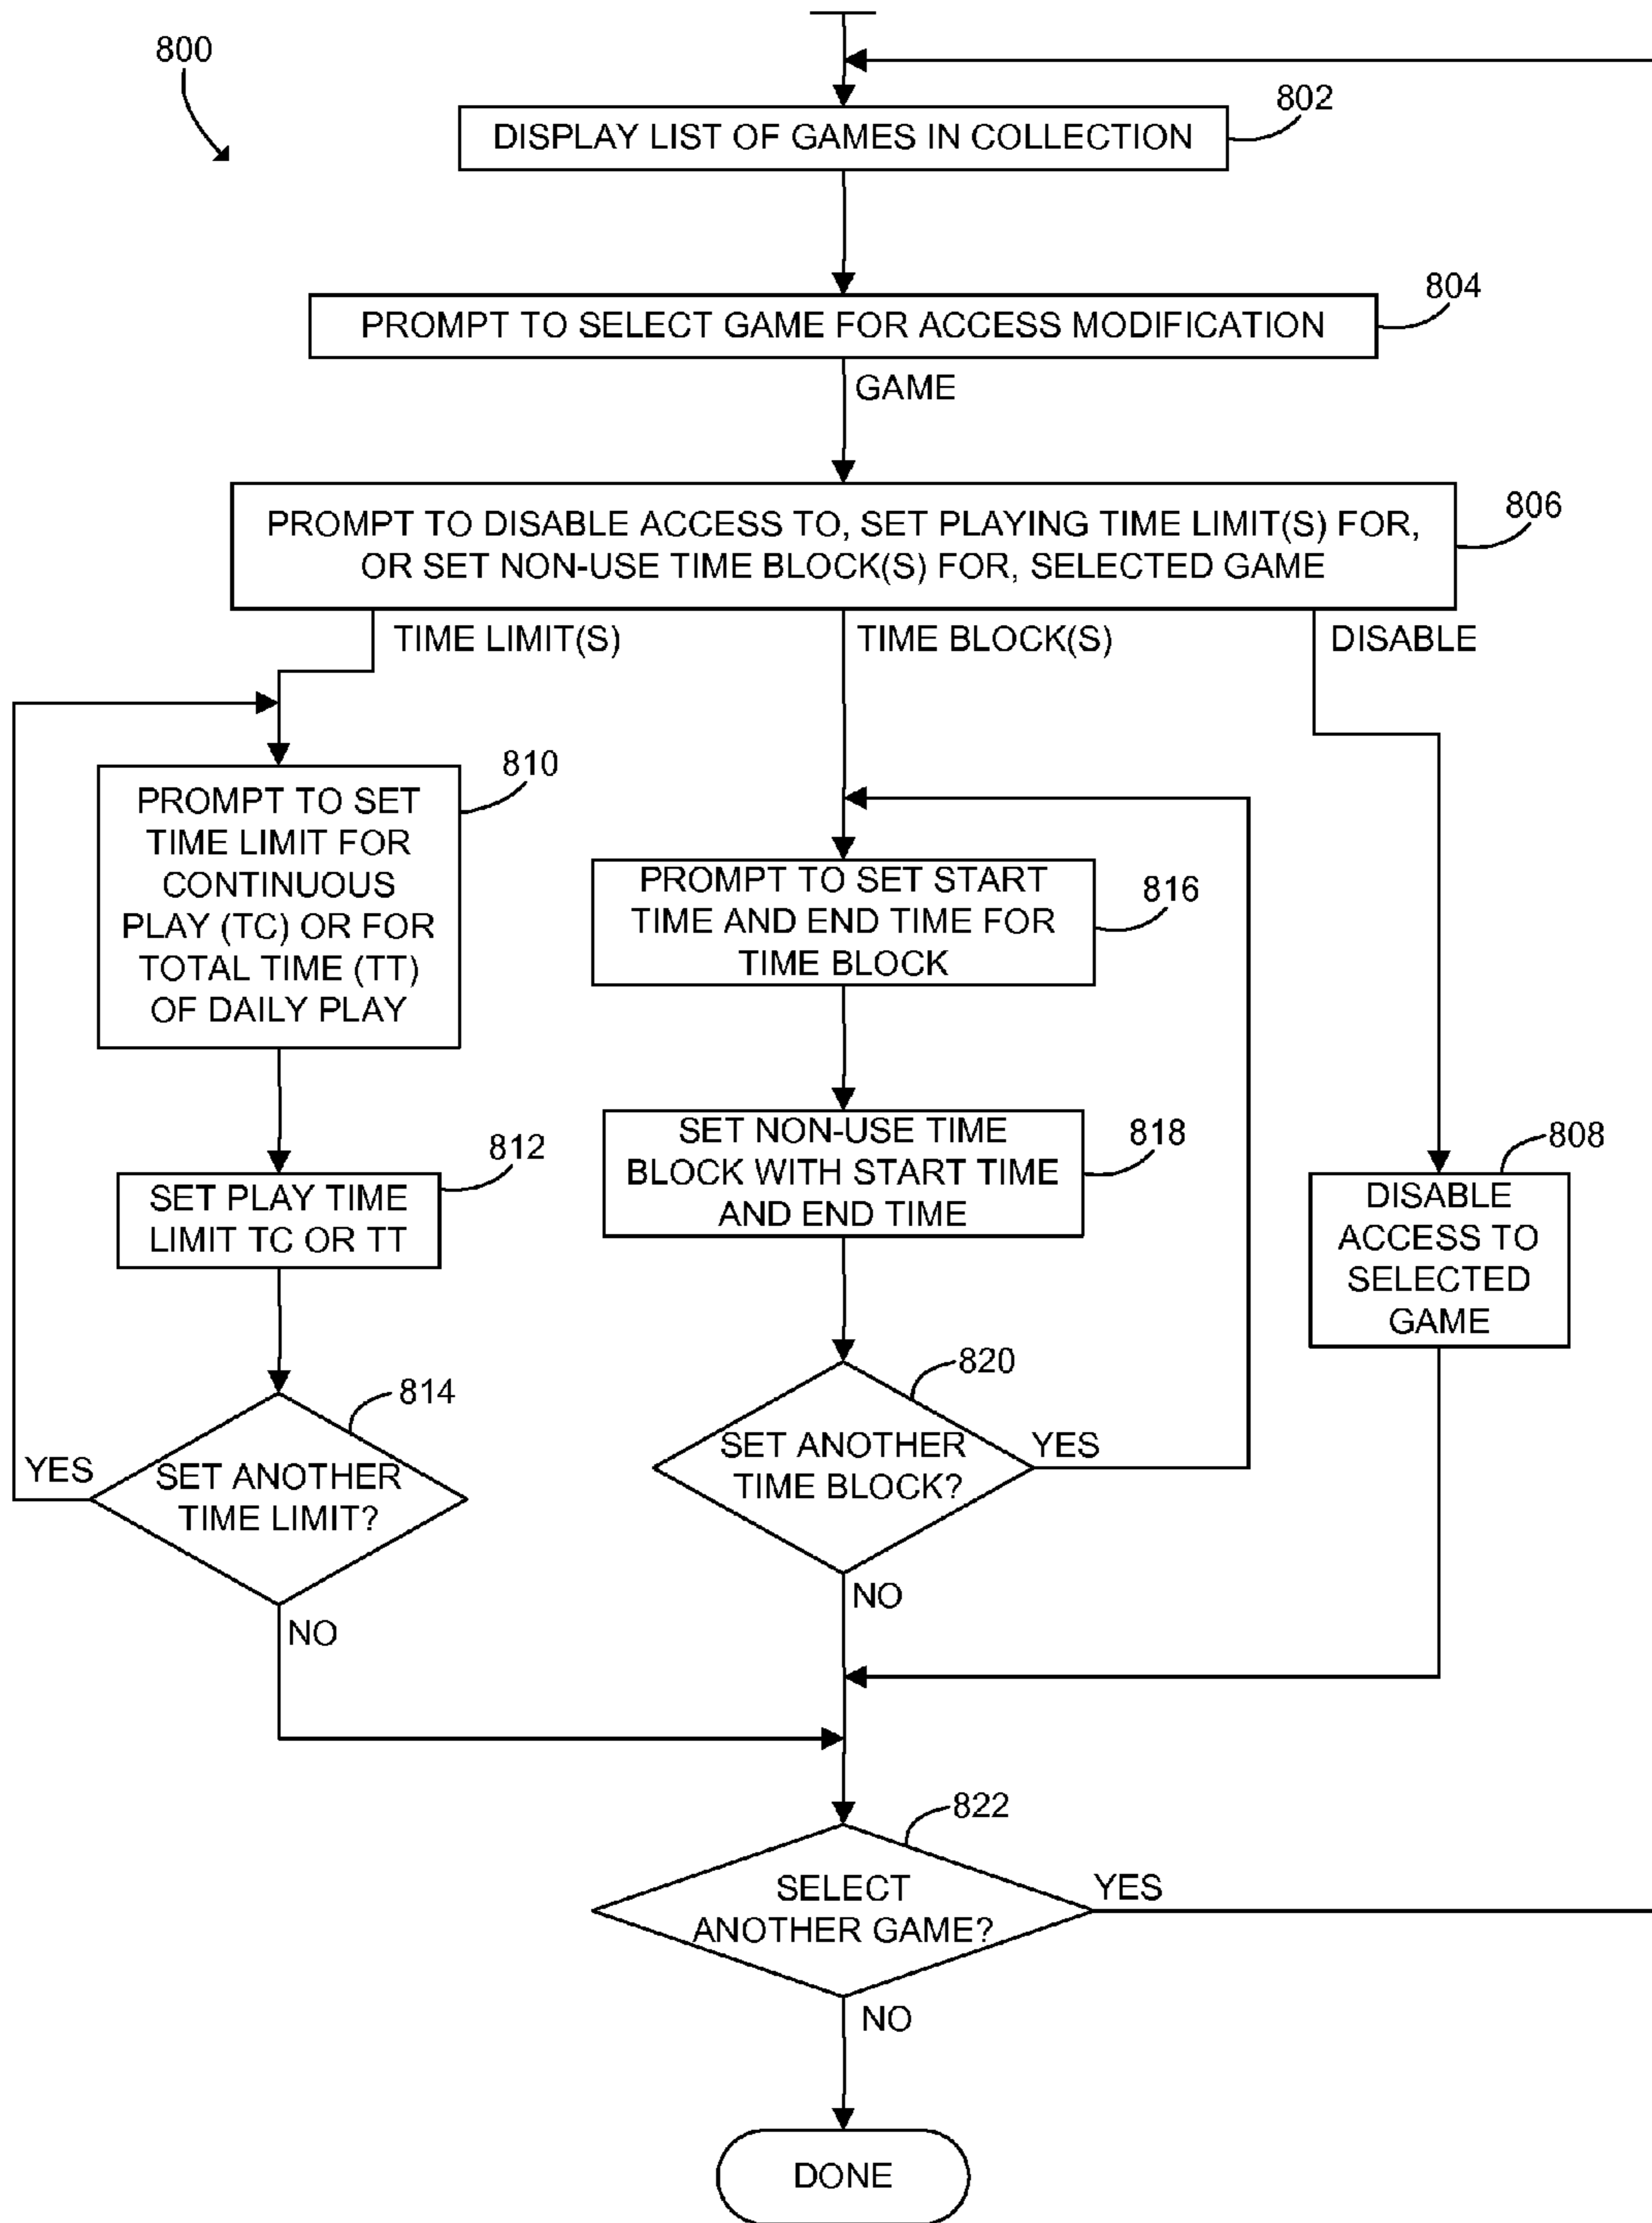 800
802
DISPLAY LIST OF GAMES IN COLLECTION
804
PROMPT TO SELECT GAME FOR ACCESS MODIFICATION
GAME
806
PROMPT TO DISABLE ACCESS TO, SET PLAYING TIME LIMIT(S) FOR,
OR SET NON-USE TIME BLOCK(S) FOR, SELECTED GAME
TIME LIMIT(S)
TIME BLOCK(S)
DISABLE
810
PROMPT TO SET
TIME LIMIT FOR
CONTINUOUS
PLAY (TC) OR FOR
TOTAL TIME (TT)
OF DAILY PLAY
812
SET PLAY TIME
LIMIT TC OR TT
814
SET ANOTHER
TIME LIMIT?
YES
NO
816
PROMPT TO SET START
TIME AND END TIME FOR
TIME BLOCK
818
SET NON-USE TIME
BLOCK WITH START TIME
AND END TIME
820
SET ANOTHER
TIME BLOCK?
YES
NO
808
DISABLE
ACCESS TO
SELECTED
GAME
822
SELECT
ANOTHER GAME?
YES
NO
DONE